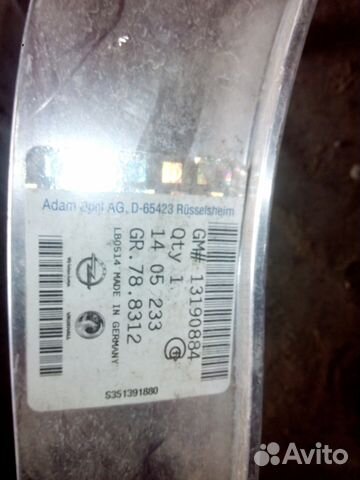 Adam Opel AG, D-65423 Rüsselsheim
GM# 13190884
Qty 1
14 05 233
GR.78.8312
LB0514 MADE IN GERMANY
S351391880
Avito